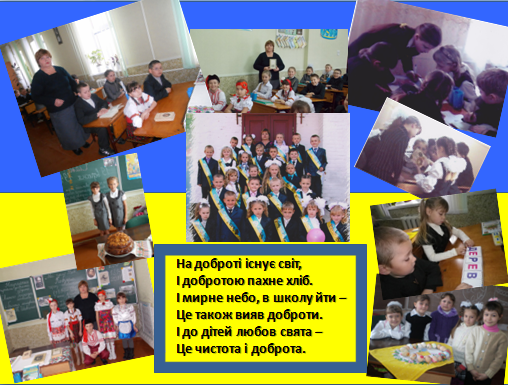 На доброті існує світ,
І добротою пахне хліб.
І мирне небо, в школу йти –
Це також вияв доброти.
І до дітей любов свята –
Це чистота і доброта.
ДЕРЕВ